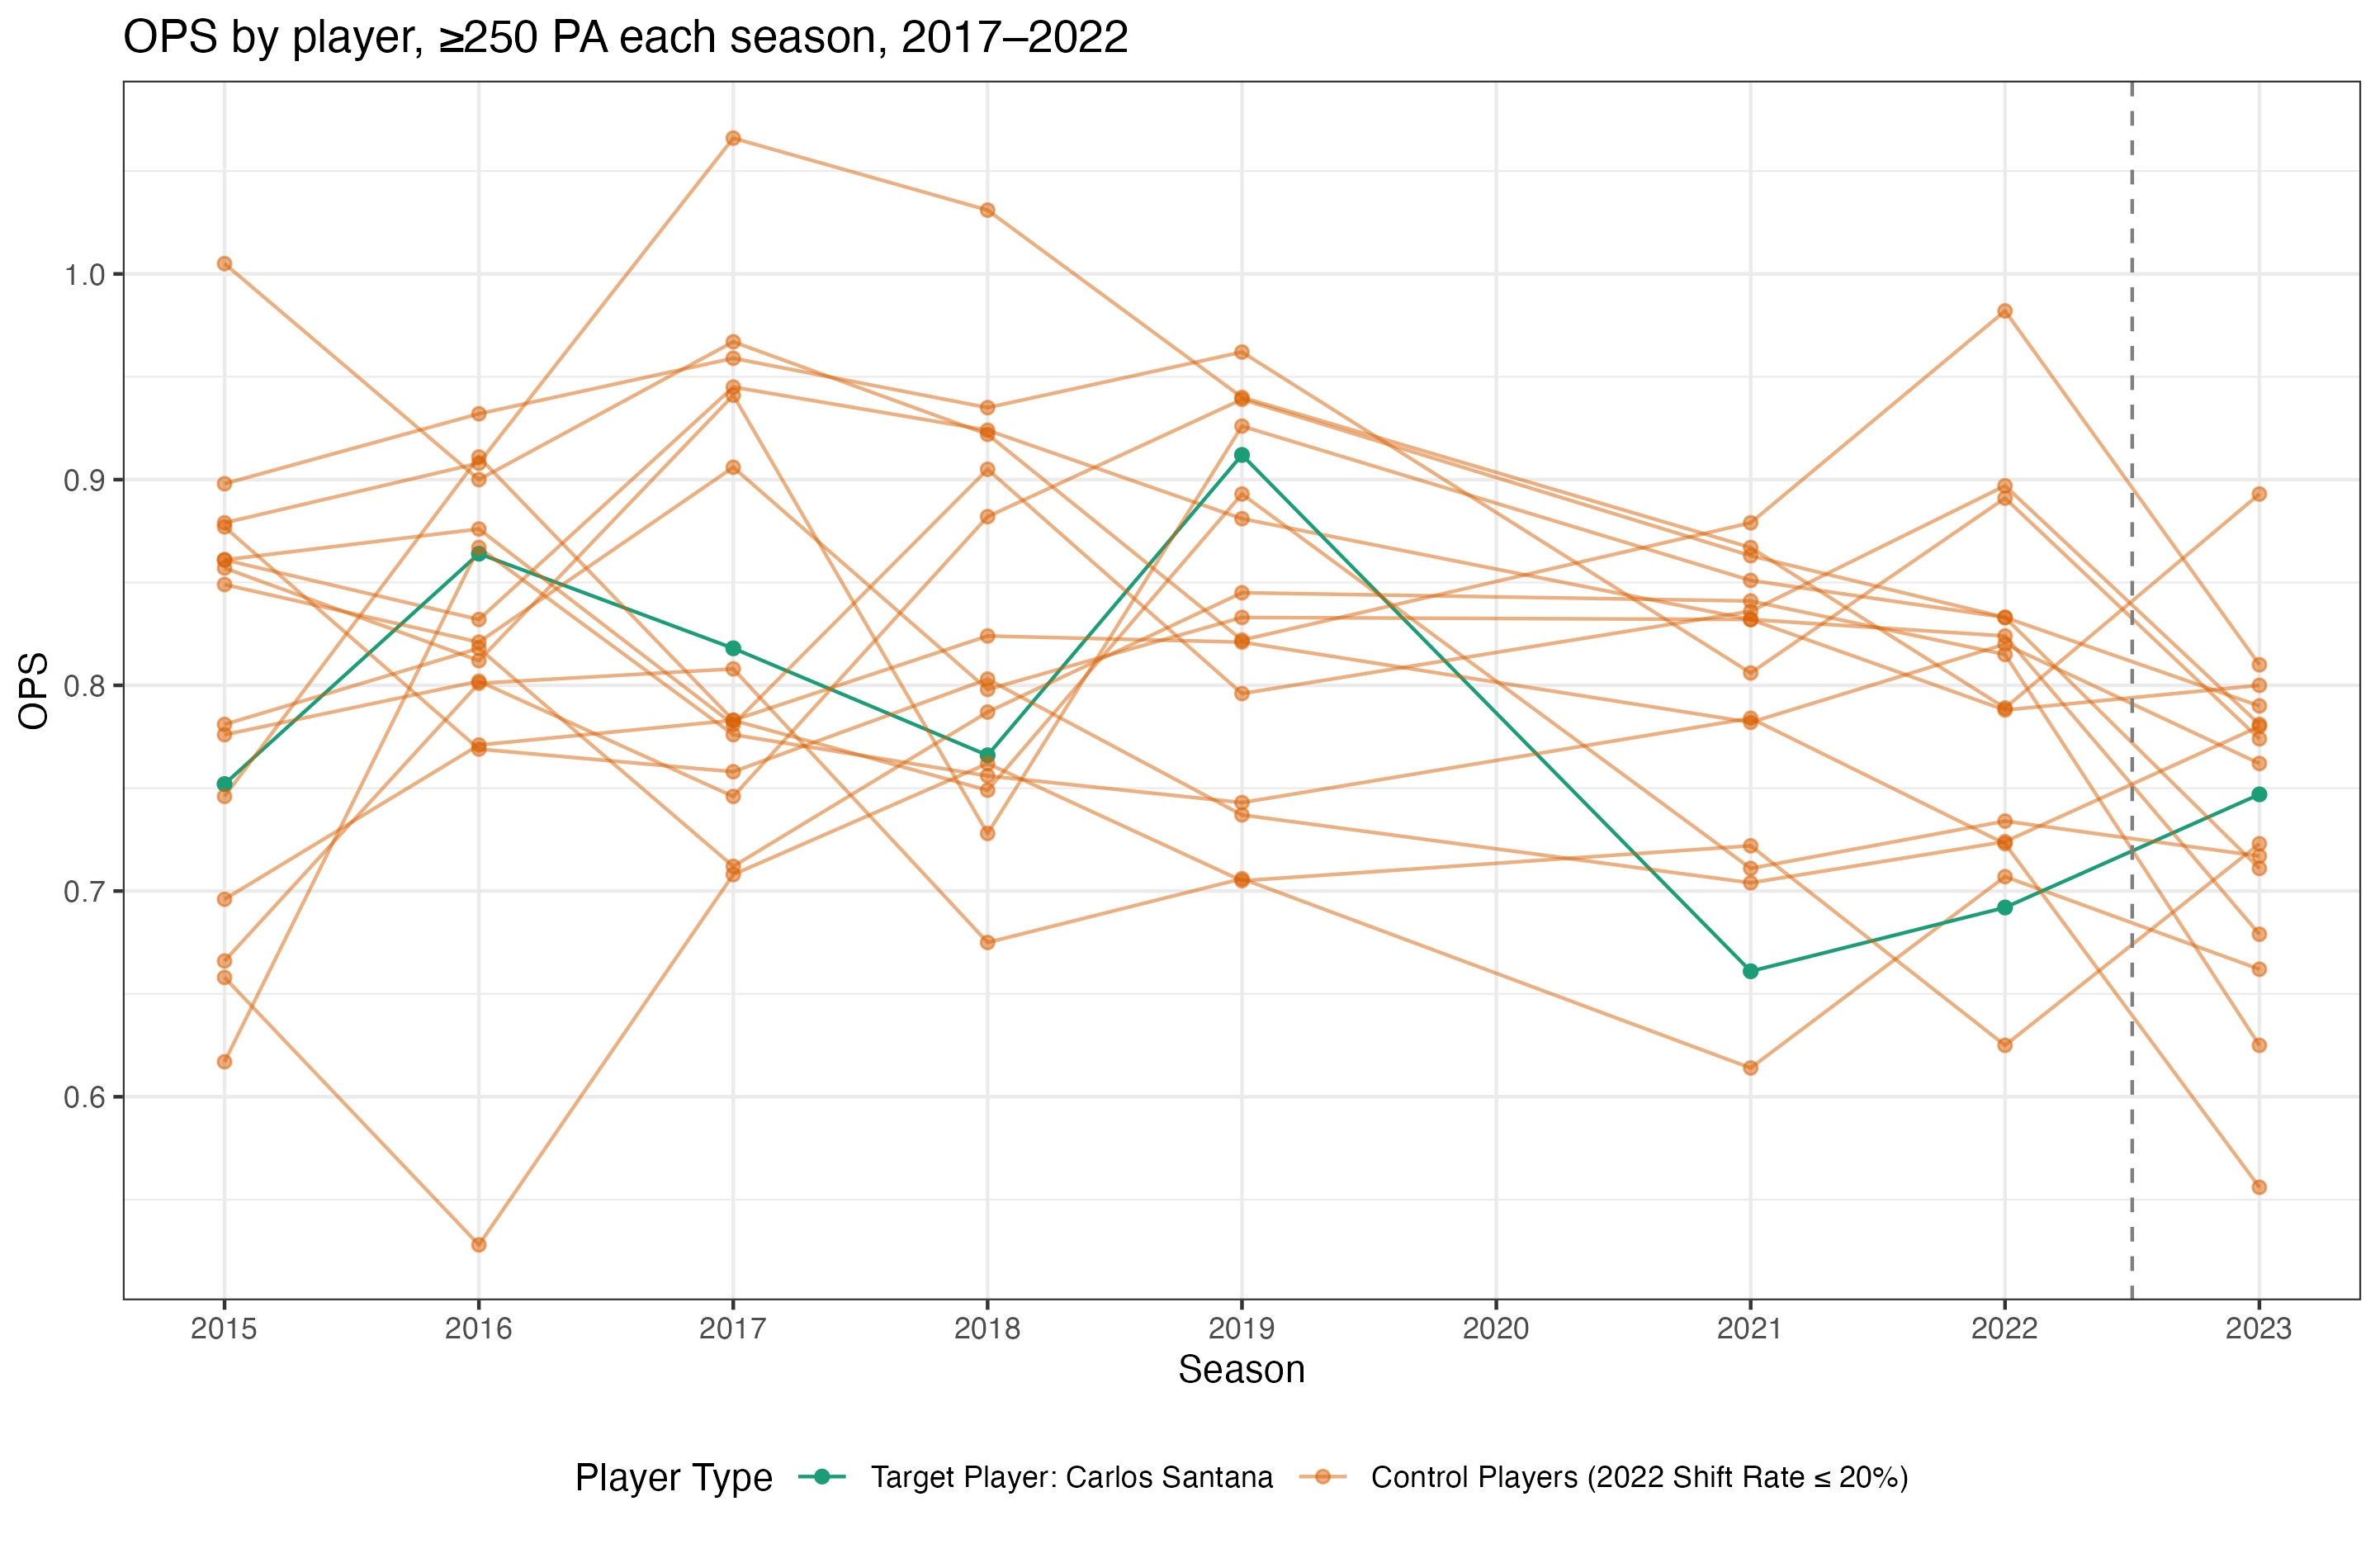 OPS by player, ≥250 PA each season, 2017–2022
OPS
1.0
0.9
0.8
0.7
0.6
2015 2016 2017 2018 2019 2020 2021 2022 2023
Season
Player Type Target Player: Carlos Santana Control Players (2022 Shift Rate ≤ 20%)